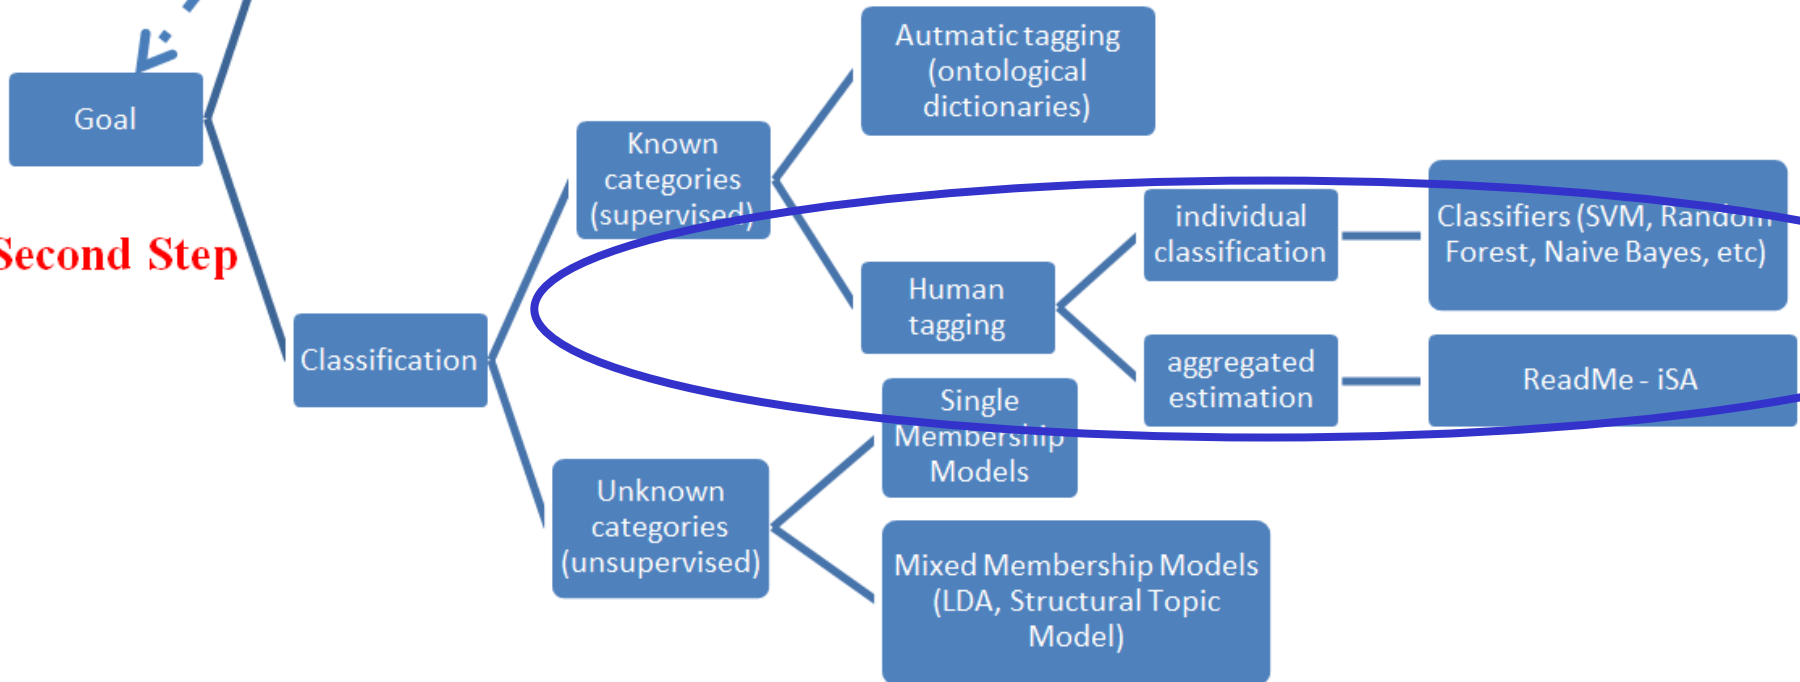 Goal
Second Step
Classification
Known
categories
(supervised)
Unknown
categories
(unsupervised)
Autmatic tagging
(ontological
dictionaries)
Human
tagging
Single
Membership
Models
Mixed Membership Models
(LDA, Structural Topic
Model)
individual
classification
aggregated
estimation
Classifiers (SVM, Random
Forest, Naive Bayes, etc)
ReadMe - iSA